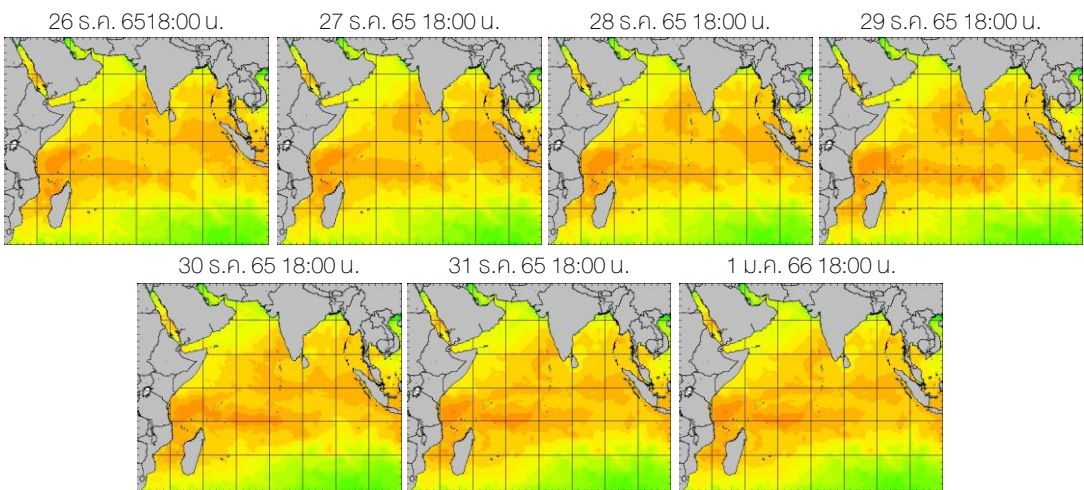 26 ธ.ค. 6518:00 น.
27 ธ.ค. 65 18:00 น.
28 ธ.ค. 65 18:00 น.
29 ธ.ค. 65 18:00 น.
30 ธ.ค. 65 18:00 น.
31 ธ.ค. 65 18:00 น.
1 ม.ค. 66 18:00 น.